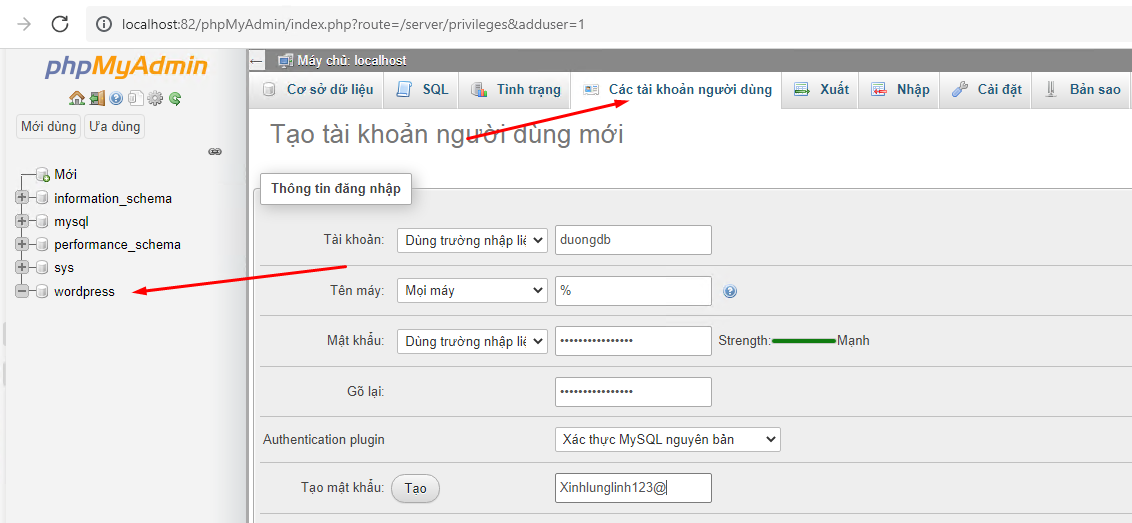 localhost:82/phpMyAdmin/index.php?route=/server/privileges&adduser=1
phpMyAdmin
Mới dùng Ưa dùng
Mới
information_schema
mysql
performance_schema
sys
wordpress
Máy chủ: localhost
Cơ sở dữ liệu SQL Tình trạng Các tài khoản người dùng Xuất Nhập Cài đặt Bản sao
Tạo tài khoản người dùng mới
Thông tin đăng nhập
Tài khoản: Dùng trường nhập liệ duongdb
Tên máy: Mọi máy %
Mật khẩu: Dùng trường nhập liệ •••••••••••••••• Strength: Mạnh
Gõ lại: ••••••••••••••••
Authentication plugin Xác thực MySQL nguyên bản
Tạo mật khẩu: Tạo Xinhlunglinh123@